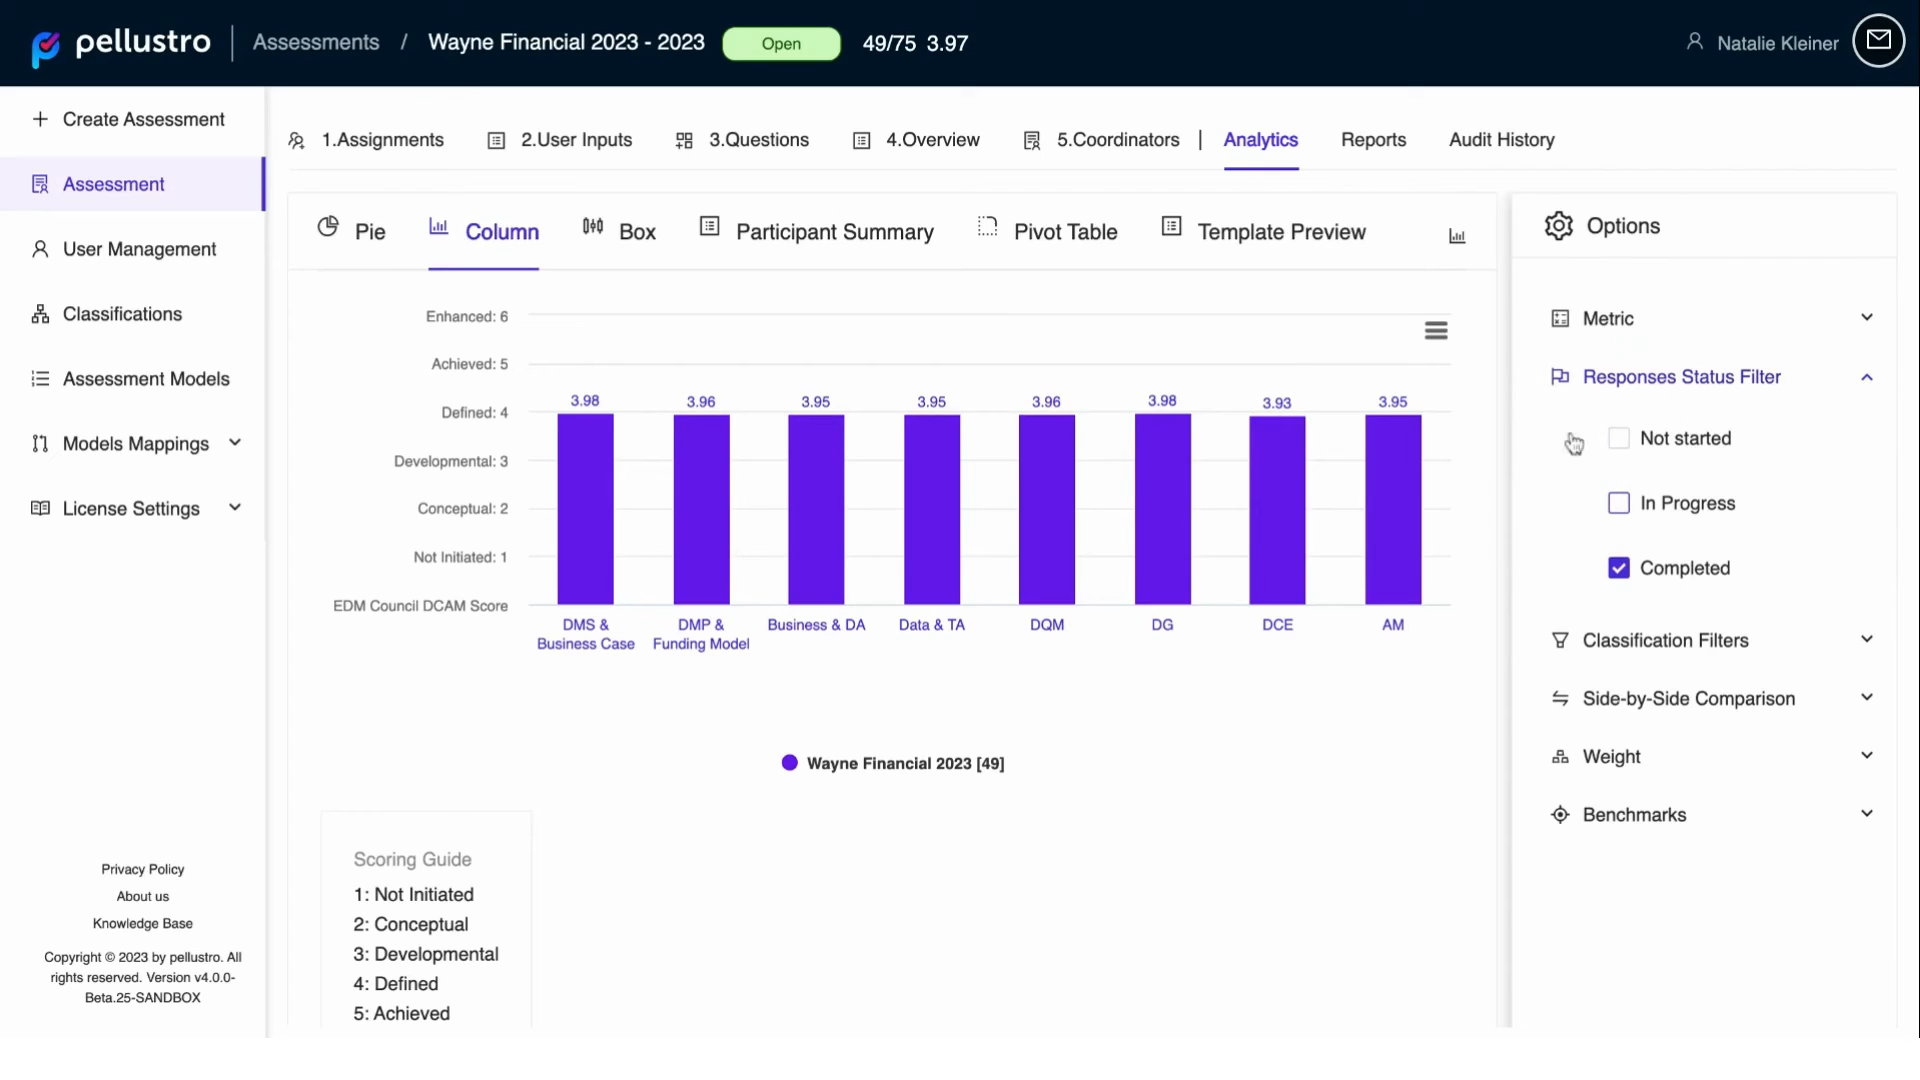 pellustro
Assessments / Wayne Financial 2023 - 2023 Open 49/75 3.97
Natalie Kleiner
Create Assessment
Assessment
User Management
Classifications
Assessment Models
Models Mappings
License Settings
Privacy Policy
About us
Knowledge Base
Copyright © 2023 by pellustro. All
rights reserved. Version v4.0.0-
Beta.25-SANDBOX
1.Assignments 2.User Inputs 3.Questions 4.Overview 5.Coordinators | Analytics Reports Audit History
Pie Column Box Participant Summary Pivot Table Template Preview
Enhanced: 6
Achieved: 5
Defined: 4
Developmental: 3
Conceptual: 2
Not Initiated: 1
EDM Council DCAM Score
3.98 3.96 3.95 3.95 3.96 3.98 3.93 3.95
DMS & Business Case
DMP & Funding Model
Business & DA
Data & TA
DQM
DG
DCE
AM
Wayne Financial 2023 [49]
Scoring Guide
1: Not Initiated
2: Conceptual
3: Developmental
4: Defined
5: Achieved
Options
Metric
Responses Status Filter
Not started
In Progress
Completed
Classification Filters
Side-by-Side Comparison
Weight
Benchmarks